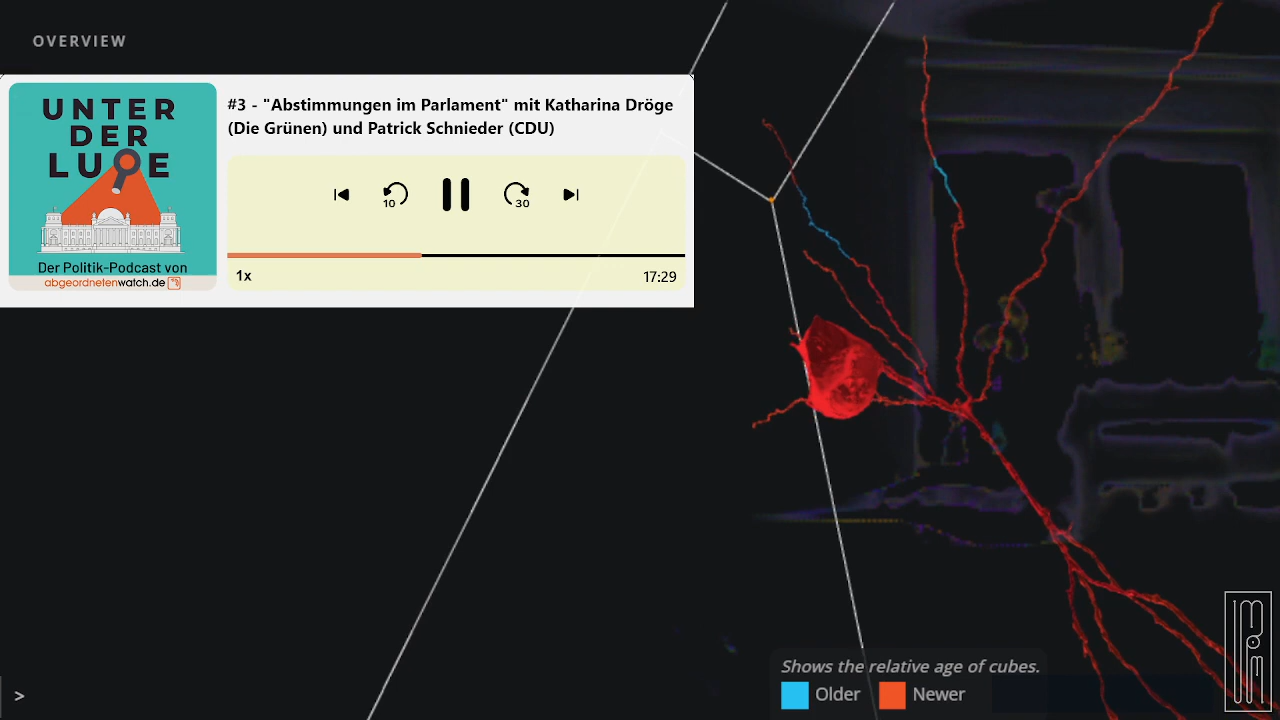 OVERVIEW
UNTER
DER
LUPE
Der Politik-Podcast von
abgeordnetenwatch.de
#3 - "Abstimmungen im Parlament" mit Katharina Dröge
(Die Grünen) und Patrick Schnieder (CDU)
10
30
1x
17:29
>
Shows the relative age of cubes.
Older
Newer